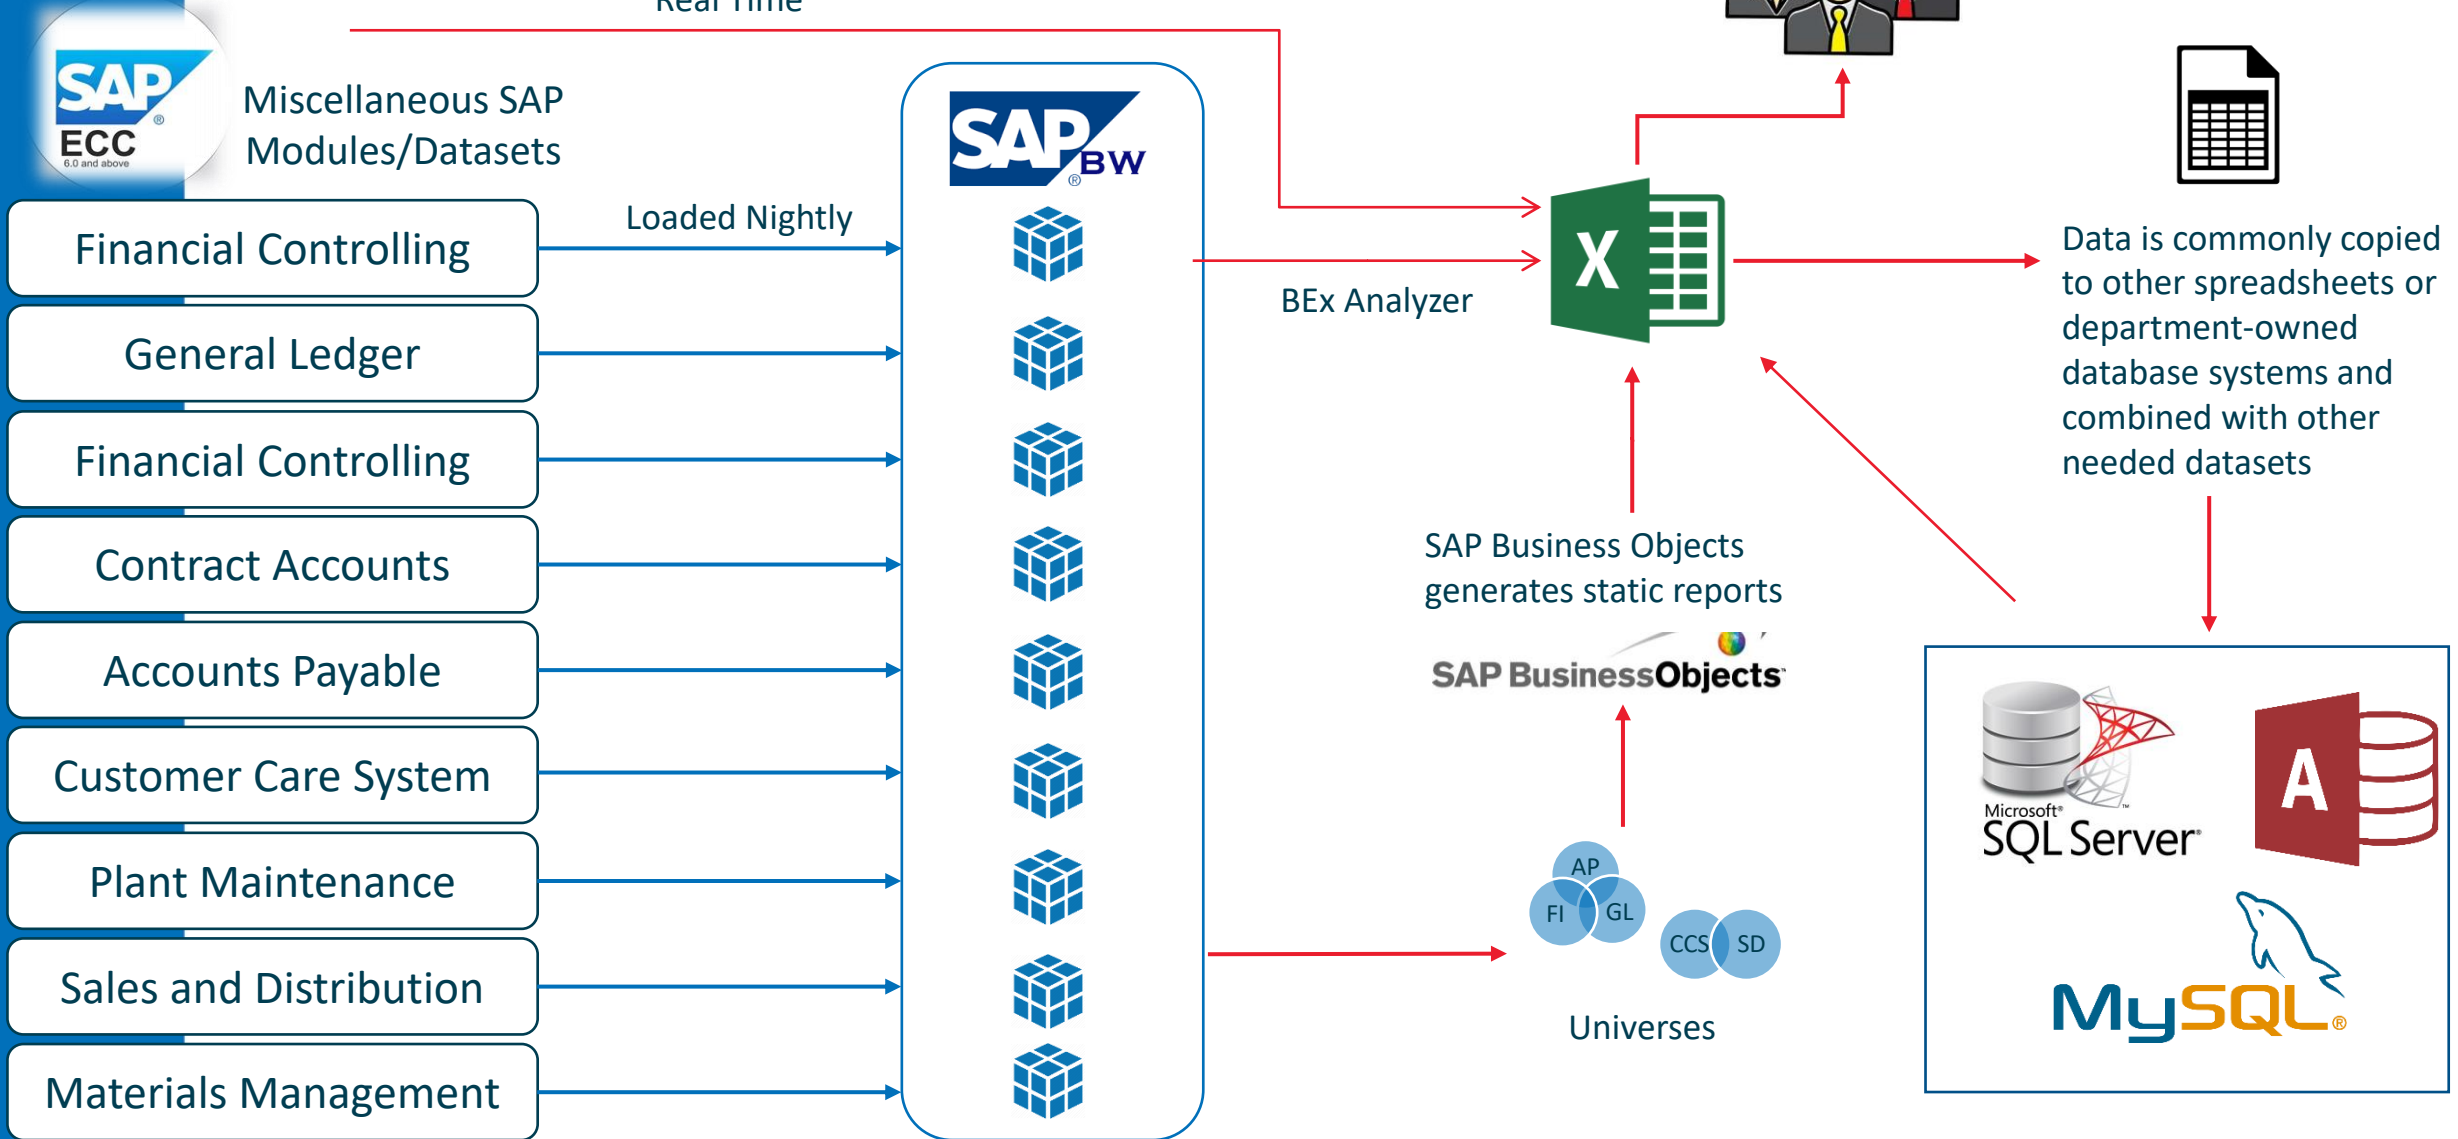 Real Time
SAP
®
ECC
6.0 and above
Miscellaneous SAP
Modules/Datasets
Financial Controlling
General Ledger
Financial Controlling
Contract Accounts
Accounts Payable
Customer Care System
Plant Maintenance
Sales and Distribution
Materials Management
Loaded Nightly
SAP
® BW
BEx Analyzer
X
SAP Business Objects
generates static reports
SAP BusinessObjects™
AP
FI GL
CCS SD
Universes
Data is commonly copied
to other spreadsheets or
department-owned
database systems and
combined with other
needed datasets
Microsoft®
SQL Server®
A
MySQL®